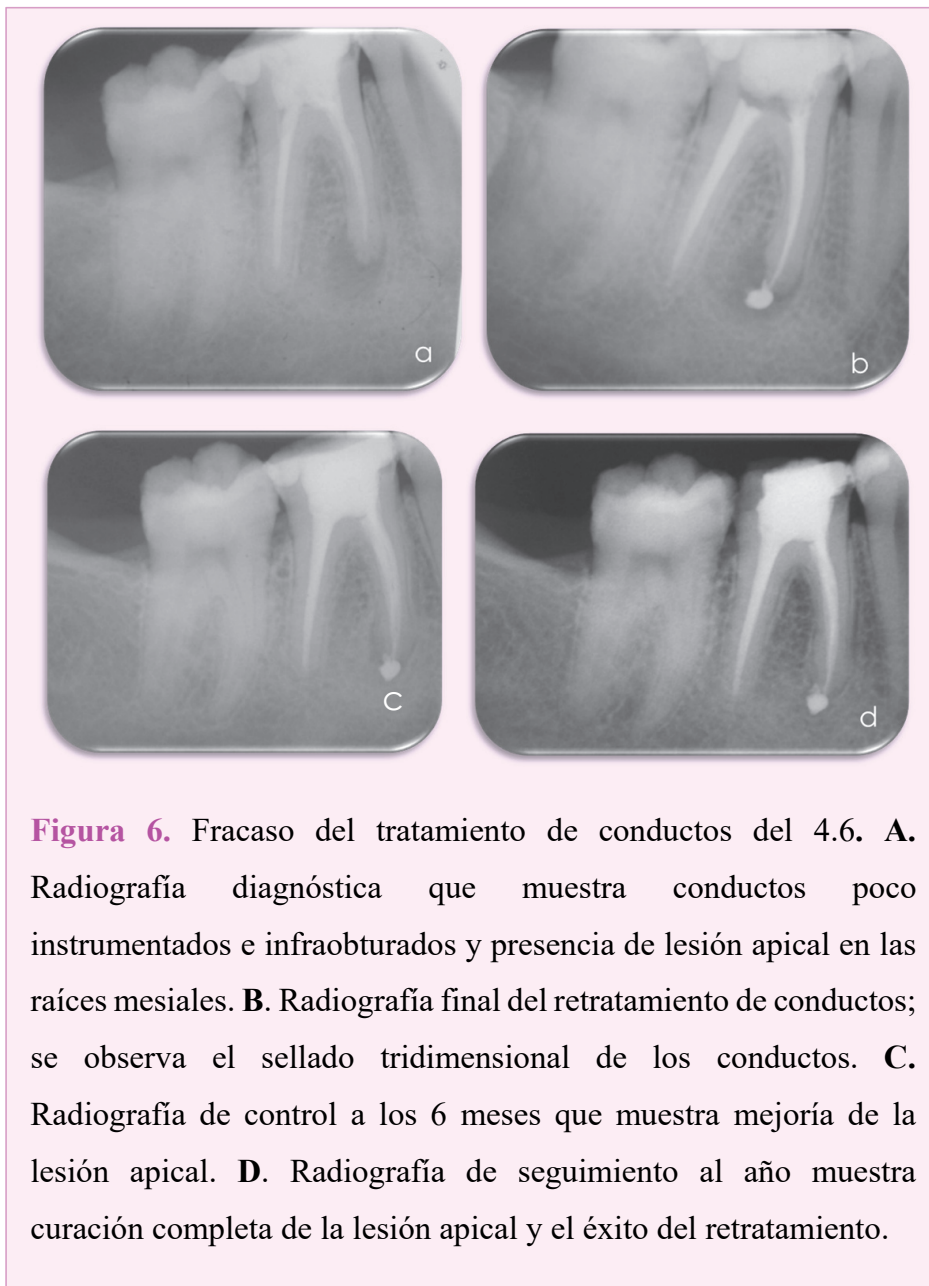 a
b
c
d
Figura 6. Fracaso del tratamiento de conductos del 4.6. A.
Radiografía diagnóstica que muestra conductos poco
instrumentados e infraobturados y presencia de lesión apical en las
raíces mesiales. B. Radiografía final del retratamiento de conductos;
se observa el sellado tridimensional de los conductos. C.
Radiografía de control a los 6 meses que muestra mejoría de la
lesión apical. D. Radiografía de seguimiento al año muestra
curación completa de la lesión apical y el éxito del retratamiento.